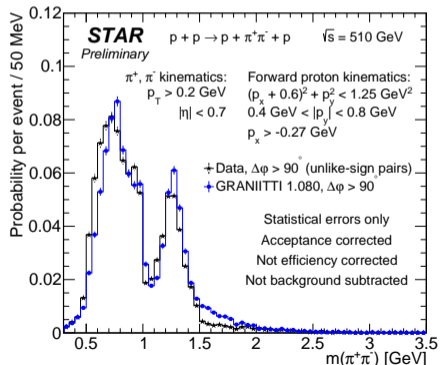 0.12
STAR
Preliminary
p + p → p + π⁺π⁻ + p
√s = 510 GeV
π⁺, π⁻ kinematics:
p_T > 0.2 GeV
|η| < 0.7
Forward proton kinematics:
(p_x + 0.6)² + p_y² < 1.25 GeV²
0.4 GeV < |p_y| < 0.8 GeV
p_x > -0.27 GeV
Data, Δφ > 90° (unlike-sign pairs)
GRANIITTI 1.080, Δφ > 90°
Statistical errors only
Acceptance corrected
Not efficiency corrected
Not background subtracted
Probability per event / 50 MeV
0.1
0.08
0.06
0.04
0.02
0
0.5 1 1.5 2 2.5 3 3.5
m(π⁺π⁻) [GeV]